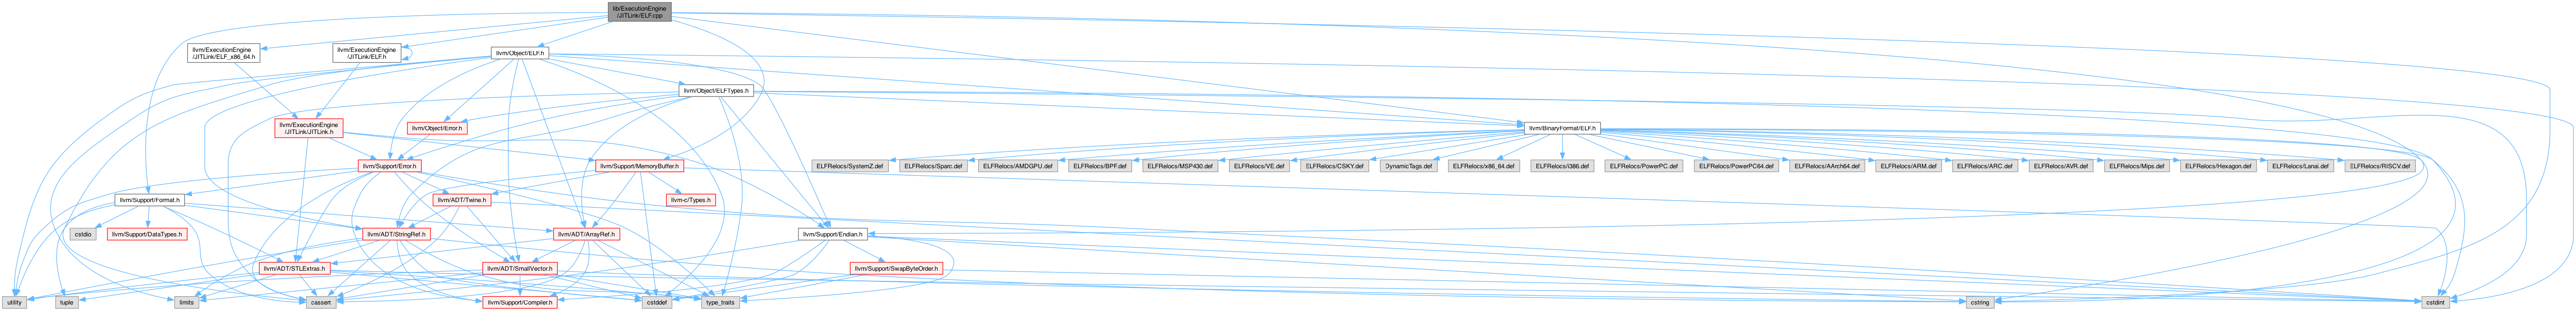 lib/ExecutionEngine
/JITLink/ELF.cpp
llvm/ExecutionEngine
/JITLink/ELF_x86_64.h
llvm/ExecutionEngine
/JITLink/ELF.h
llvm/Object/ELF.h
llvm/Object/ELFTypes.h
llvm/ExecutionEngine
/JITLink/JITLink.h
llvm/Object/Error.h
llvm/BinaryFormat/ELF.h
llvm/Support/Error.h
llvm/Support/MemoryBuffer.h
ELFRelocs/SystemZ.def
ELFRelocs/Sparc.def
ELFRelocs/AMDGPU.def
ELFRelocs/BPF.def
ELFRelocs/MSP430.def
ELFRelocs/VE.def
ELFRelocs/CSKY.def
DynamicTags.def
ELFRelocs/x86_64.def
ELFRelocs/i386.def
ELFRelocs/PowerPC.def
ELFRelocs/PowerPC64.def
ELFRelocs/AArch64.def
ELFRelocs/ARM.def
ELFRelocs/ARC.def
ELFRelocs/AVR.def
ELFRelocs/Mips.def
ELFRelocs/Hexagon.def
ELFRelocs/Lanai.def
ELFRelocs/RISCV.def
llvm/Support/Format.h
llvm/ADT/Twine.h
llvm-c/Types.h
cstdio
llvm/Support/DataTypes.h
llvm/ADT/StringRef.h
llvm/ADT/ArrayRef.h
llvm/Support/Endian.h
llvm/ADT/STLExtras.h
llvm/ADT/SmallVector.h
llvm/Support/SwapByteOrder.h
utility
tuple
limits
cassert
llvm/Support/Compiler.h
cstddef
type_traits
cstring
cstdint